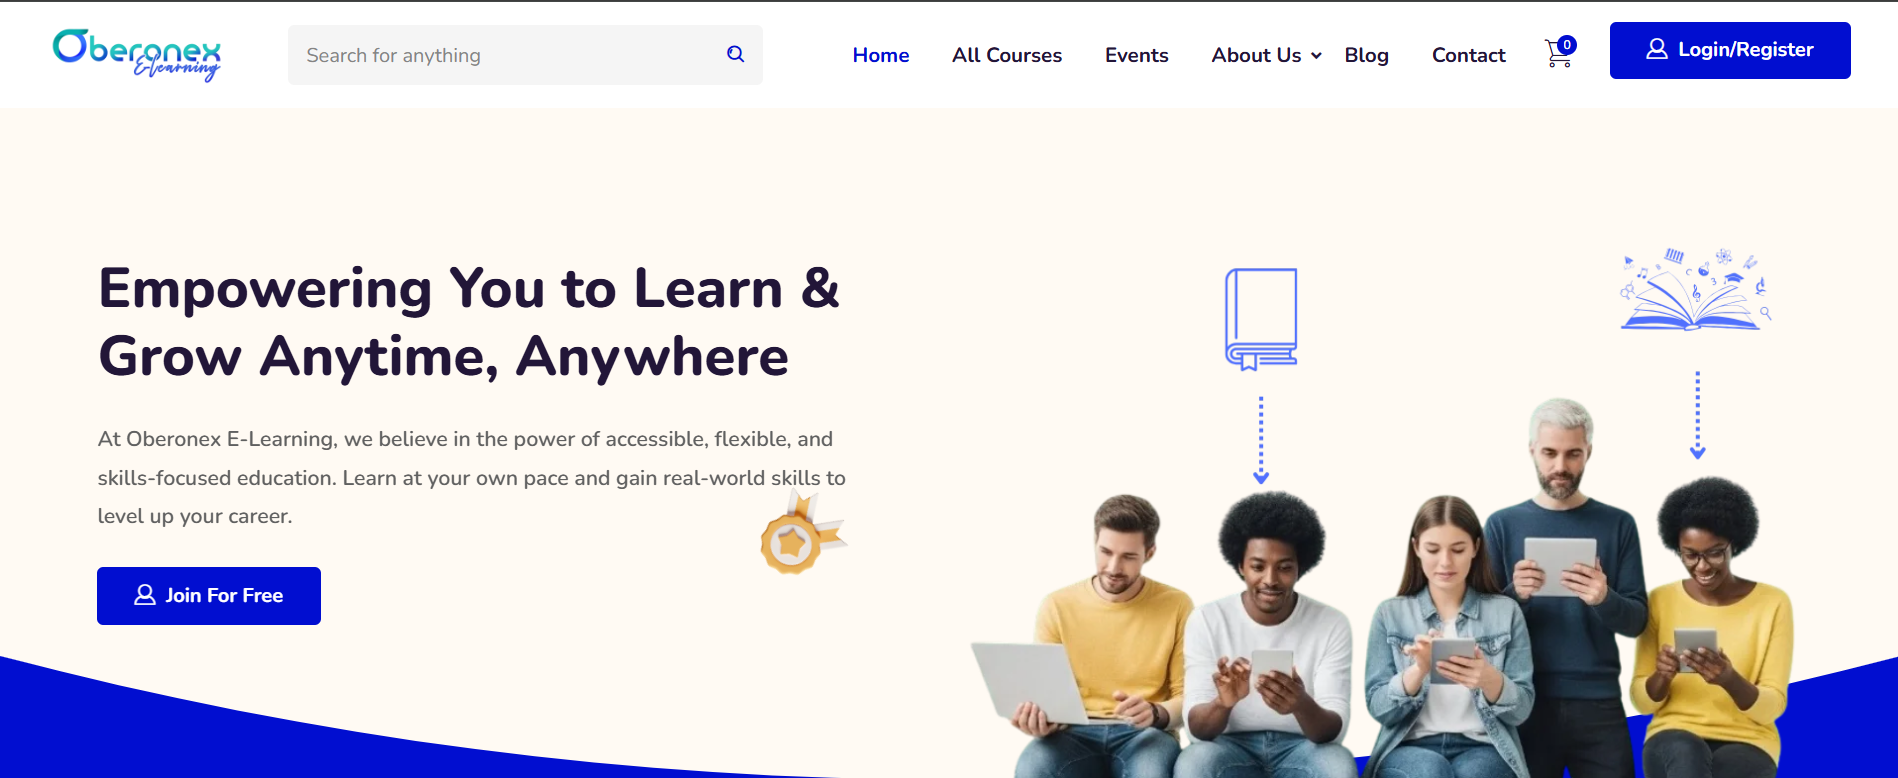 Oberonex
E-learning
Search for anything
Home
All Courses
Events
About Us
Blog
Contact
0
Login/Register
Empowering You to Learn &
Grow Anytime, Anywhere
At Oberonex E-Learning, we believe in the power of accessible, flexible, and
skills-focused education. Learn at your own pace and gain real-world skills to
level up your career.
Join For Free